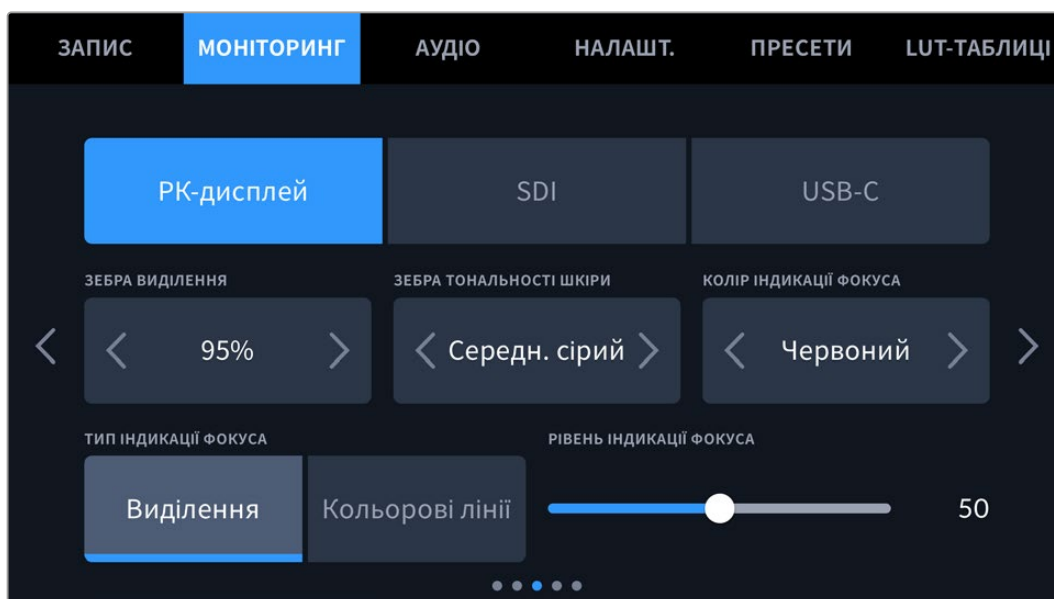 ЗАПИС МОНІТОРИНГ АУДІО НАЛАШТ. ПРЕСЕТИ LUT-ТАБЛИЦІ
РК-дисплей SDI USB-C
ЗЕБРА ВИДІЛЕННЯ ЗЕБРА ТОНАЛЬНОСТІ ШКІРИ КОЛІР ІНДИКАЦІЇ ФОКУСА
95% Середн. сірий Червоний
ТИП ІНДИКАЦІЇ ФОКУСА РІВЕНЬ ІНДИКАЦІЇ ФОКУСА
Виділення Кольорові лінії 50